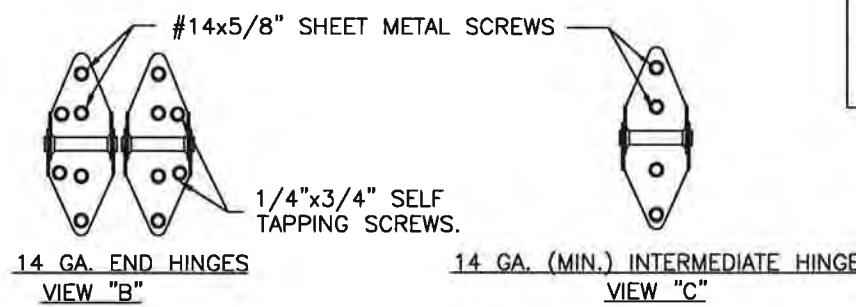 #14x5/8" SHEET METAL SCREWS
1/4"x3/4" SELF
TAPPING SCREWS.
14 GA. END HINGES
VIEW "B"
14 GA. (MIN.) INTERMEDIATE HINGE
VIEW "C"